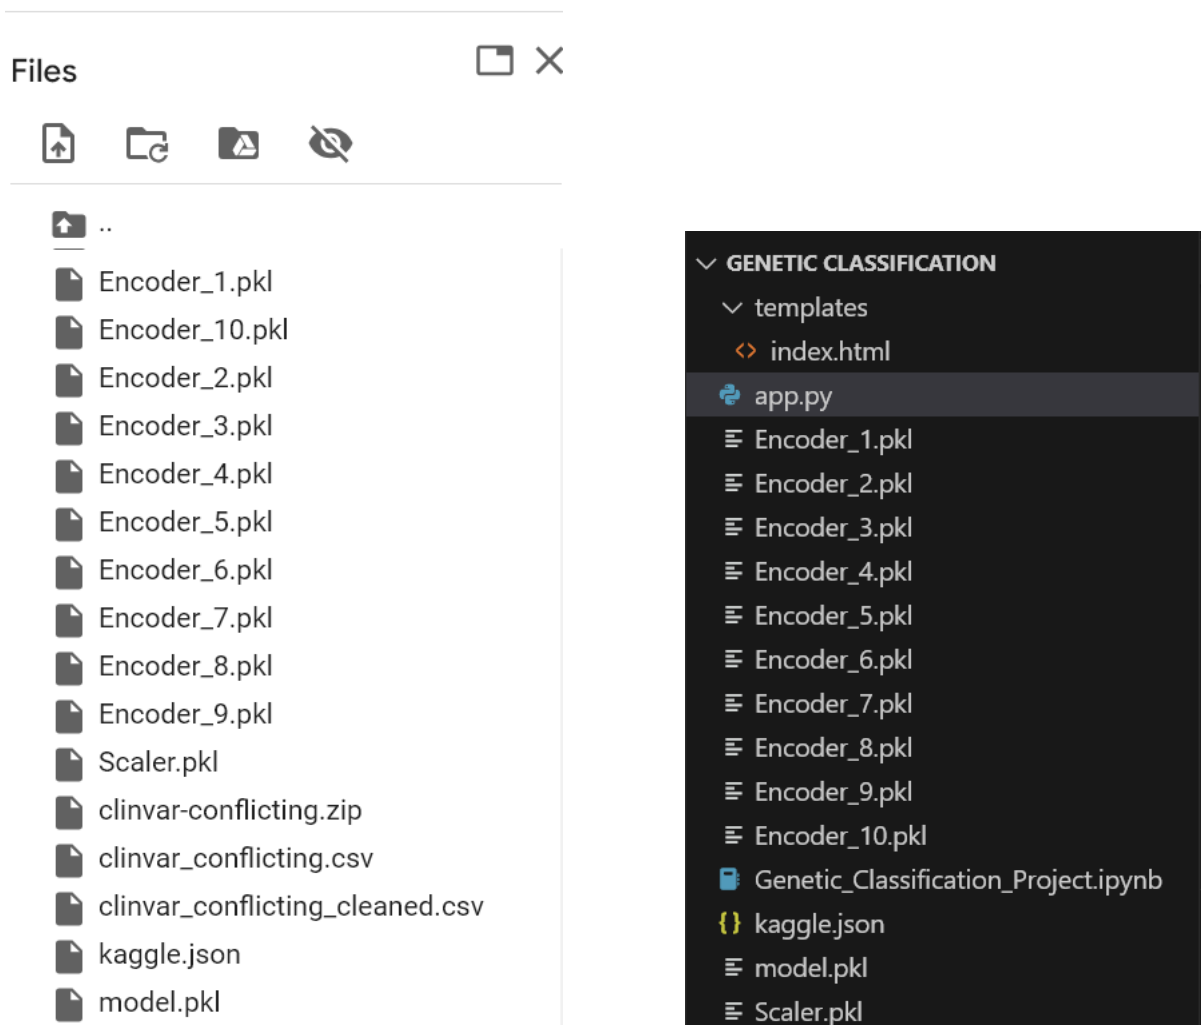 Files
..
Encoder_1.pkl
Encoder_10.pkl
Encoder_2.pkl
Encoder_3.pkl
Encoder_4.pkl
Encoder_5.pkl
Encoder_6.pkl
Encoder_7.pkl
Encoder_8.pkl
Encoder_9.pkl
Scaler.pkl
clinvar-conflicting.zip
clinvar_conflicting.csv
clinvar_conflicting_cleaned.csv
kaggle.json
model.pkl
GENETIC CLASSIFICATION
templates
index.html
app.py
Encoder_1.pkl
Encoder_2.pkl
Encoder_3.pkl
Encoder_4.pkl
Encoder_5.pkl
Encoder_6.pkl
Encoder_7.pkl
Encoder_8.pkl
Encoder_9.pkl
Encoder_10.pkl
Genetic_Classification_Project.ipynb
kaggle.json
model.pkl
Scaler.pkl